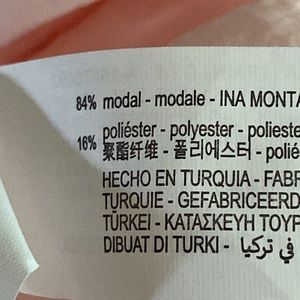 84% modal - modale - INA MONTA
16% poliéster - polyester - polieste
聚酯纤维 - 폴리에스터 - polié
HECHO EN TURQUIA - FABR
TURQUIE - GEFABRICEERD
TÜRKEI - ΚΑΤΑΣΚΕΥΗ ΤΟΥΡ
DIBUAT DI TURKI - في تركيا